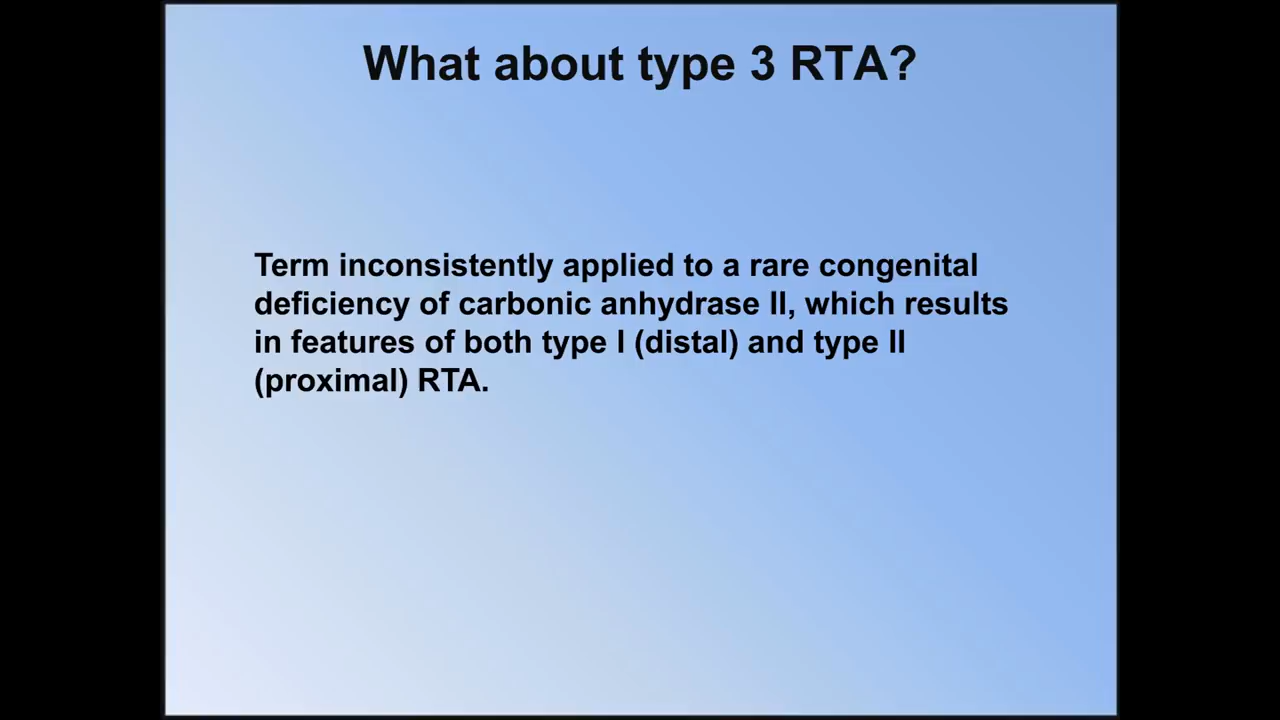 What about type 3 RTA?
Term inconsistently applied to a rare congenital
deficiency of carbonic anhydrase II, which results
in features of both type I (distal) and type II
(proximal) RTA.